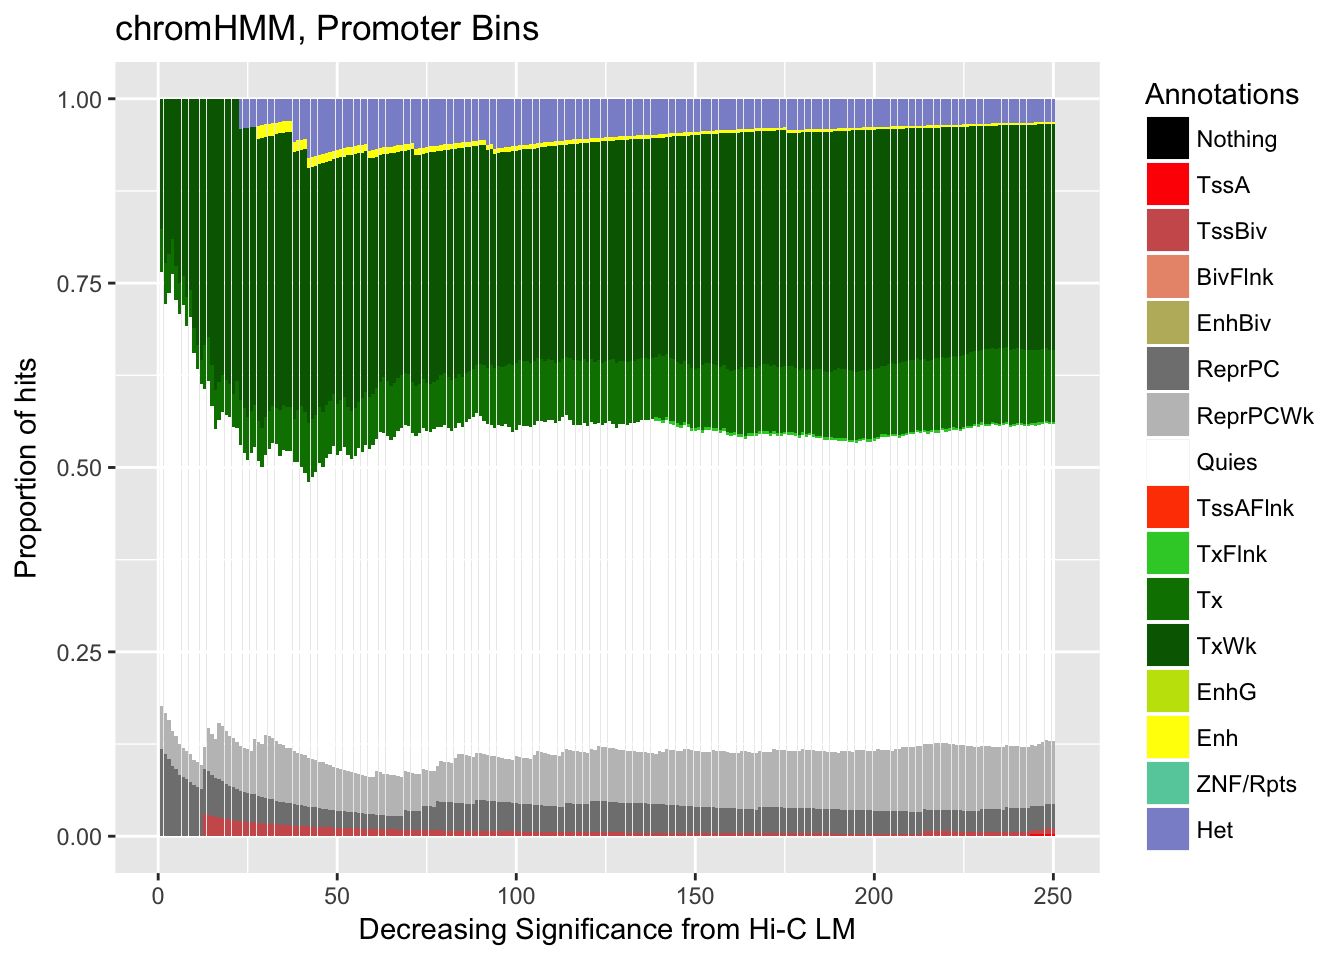 chromHMM, Promoter Bins
Proportion of hits
1.00
0.75
0.50
0.25
0.00
0
50
100
150
200
250
Decreasing Significance from Hi-C LM
Annotations
Nothing
TssA
TssBiv
BivFlnk
EnhBiv
ReprPC
ReprPCWk
Quies
TssAFlnk
TxFlnk
Tx
TxWk
EnhG
Enh
ZNF/Rpts
Het